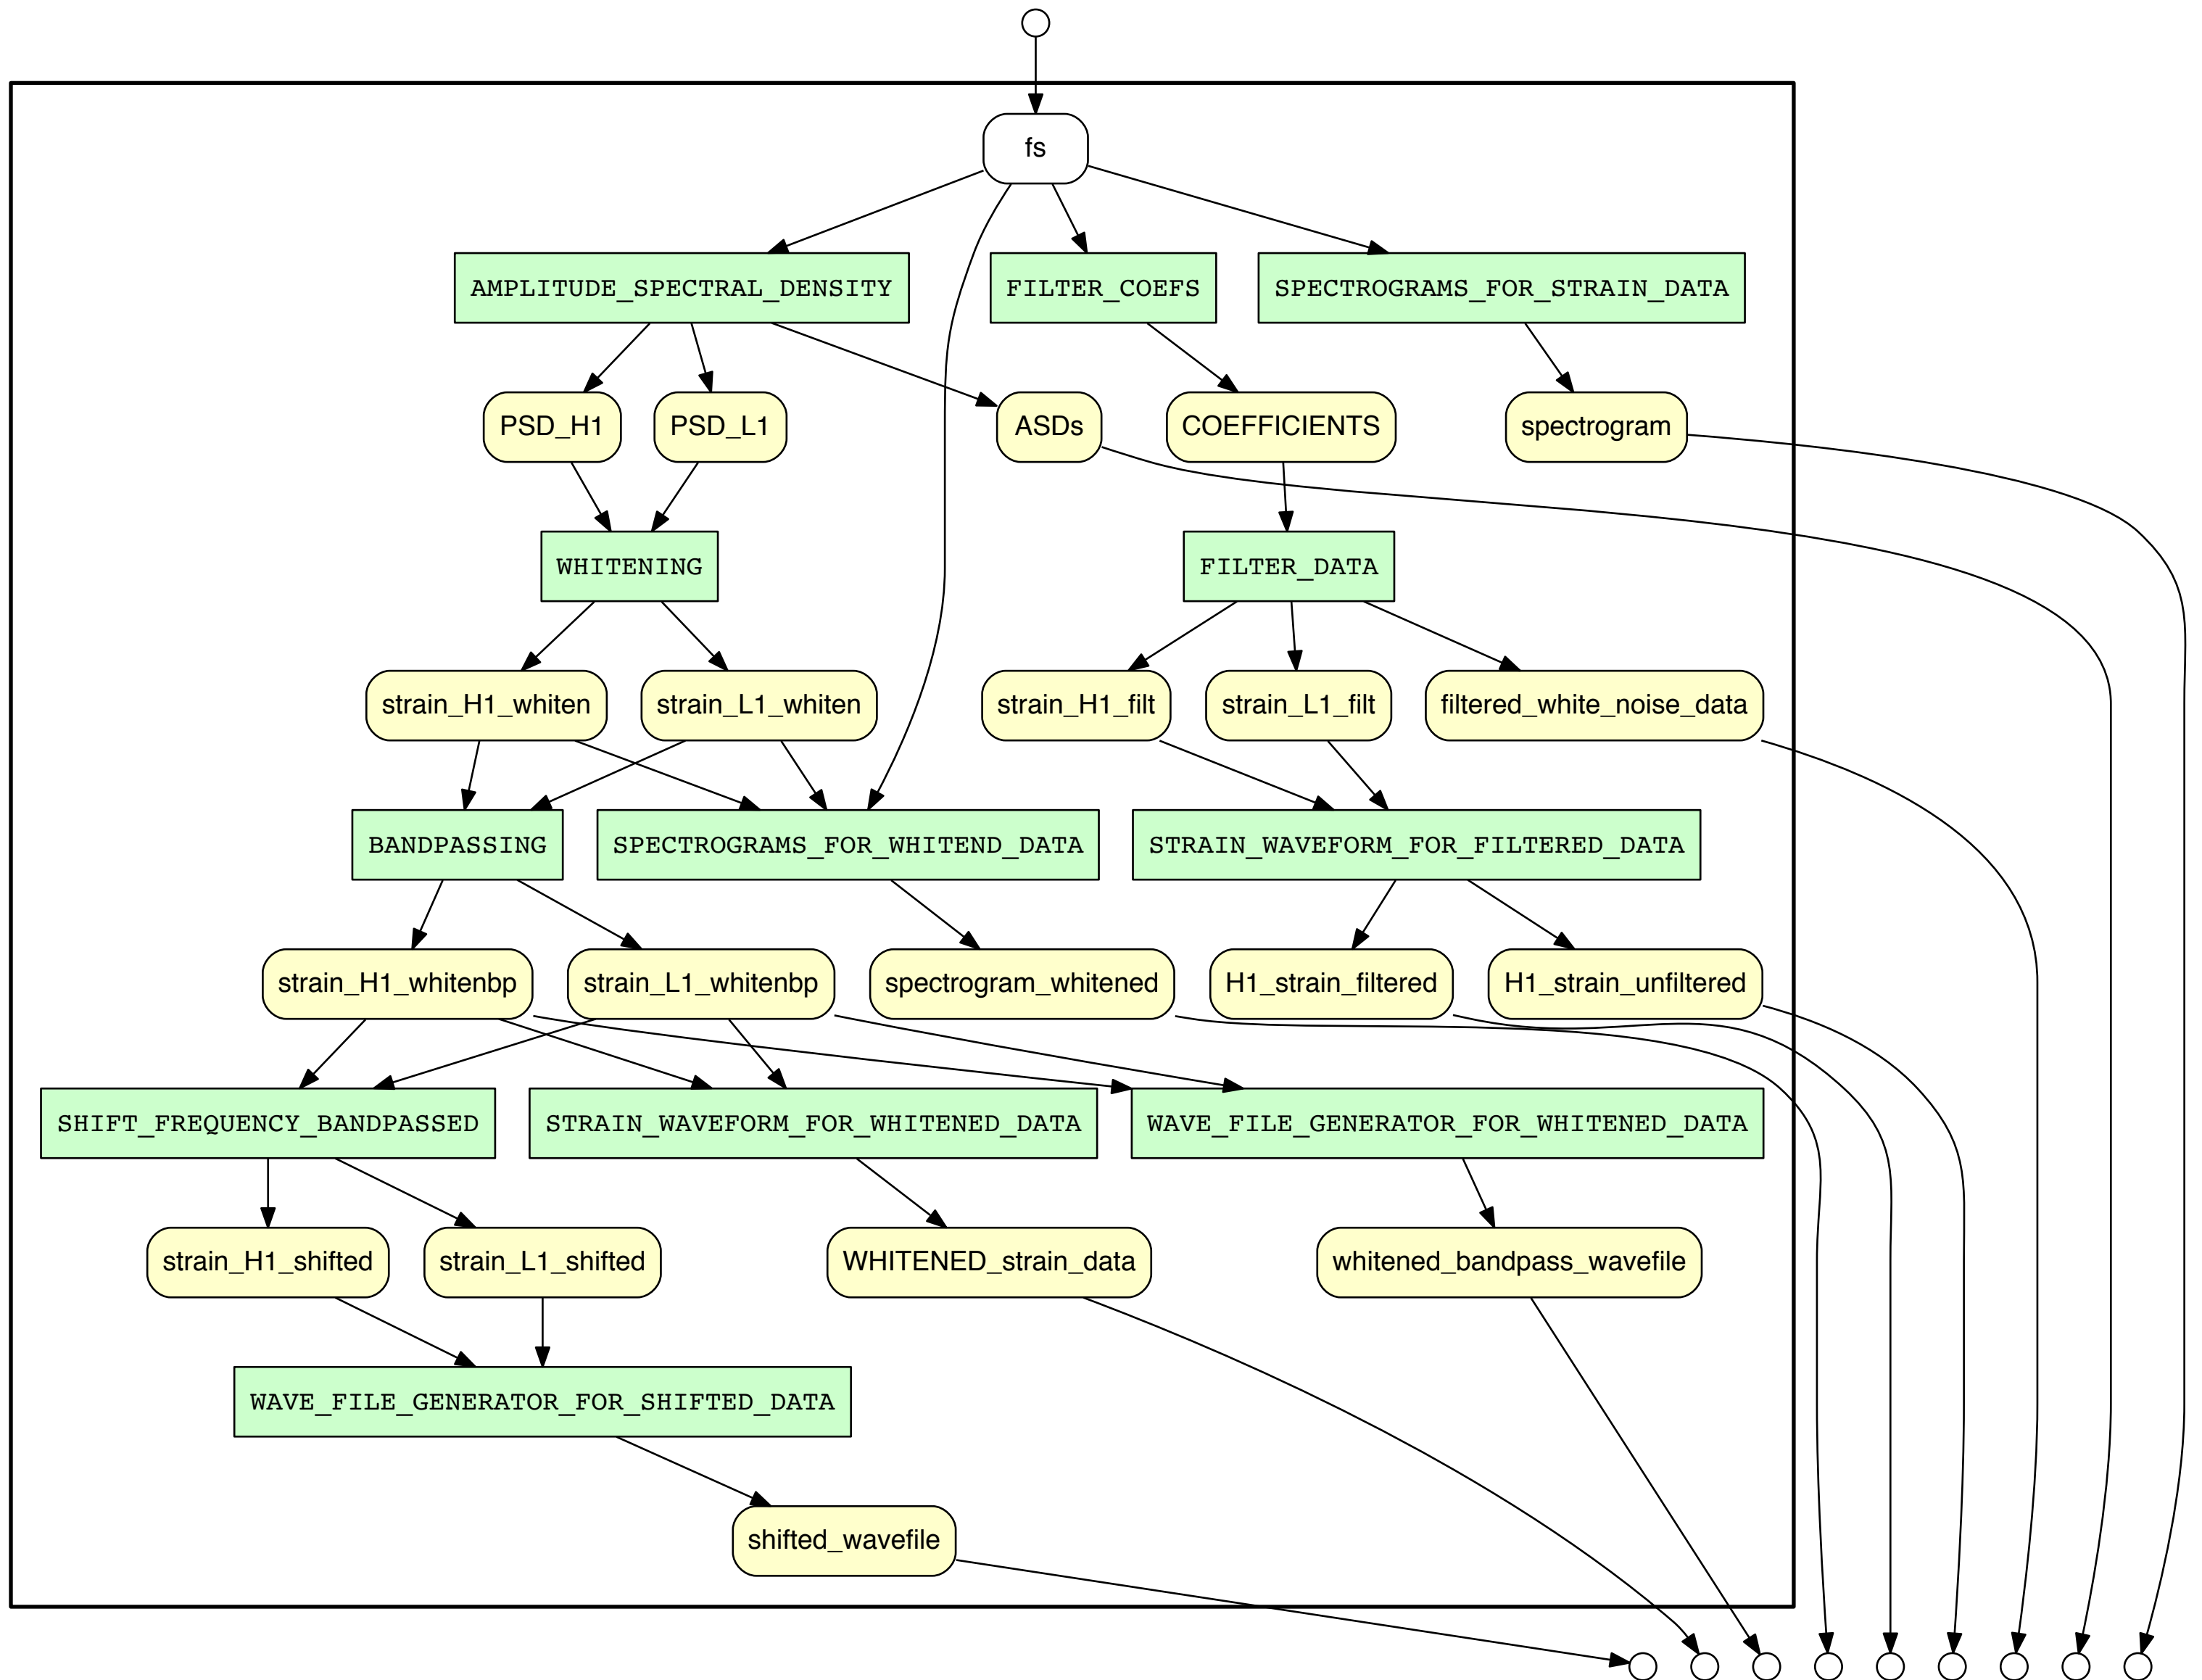 fs
AMPLITUDE_SPECTRAL_DENSITY
FILTER_COEFS
SPECTROGRAMS_FOR_STRAIN_DATA
PSD_H1
PSD_L1
ASDs
COEFFICIENTS
spectrogram
WHITENING
FILTER_DATA
strain_H1_whiten
strain_L1_whiten
strain_H1_filt
strain_L1_filt
filtered_white_noise_data
BANDPASSING
SPECTROGRAMS_FOR_WHITEND_DATA
STRAIN_WAVEFORM_FOR_FILTERED_DATA
strain_H1_whitenbp
strain_L1_whitenbp
spectrogram_whitened
H1_strain_filtered
H1_strain_unfiltered
SHIFT_FREQUENCY_BANDPASSED
STRAIN_WAVEFORM_FOR_WHITENED_DATA
WAVE_FILE_GENERATOR_FOR_WHITENED_DATA
strain_H1_shifted
strain_L1_shifted
WHITENED_strain_data
whitened_bandpass_wavefile
WAVE_FILE_GENERATOR_FOR_SHIFTED_DATA
shifted_wavefile